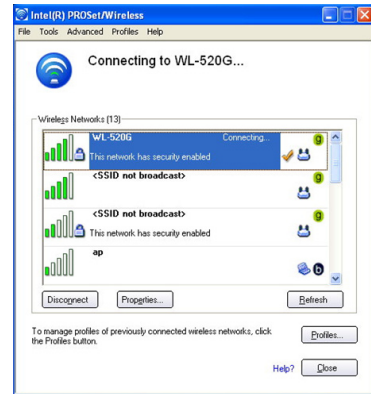 Intel(R) PROSet/Wireless
File Tools Advanced Profiles Help
Connecting to WL-520G...
Wireless Networks (13)
WL-520G Connecting...
g
This network has security enabled
<SSID not broadcast>
g
<SSID not broadcast>
g
This network has security enabled
ap
b
Disconnect Properties... Refresh
To manage profiles of previously connected wireless networks, click
the Profiles button.
Profiles...
Help? Close